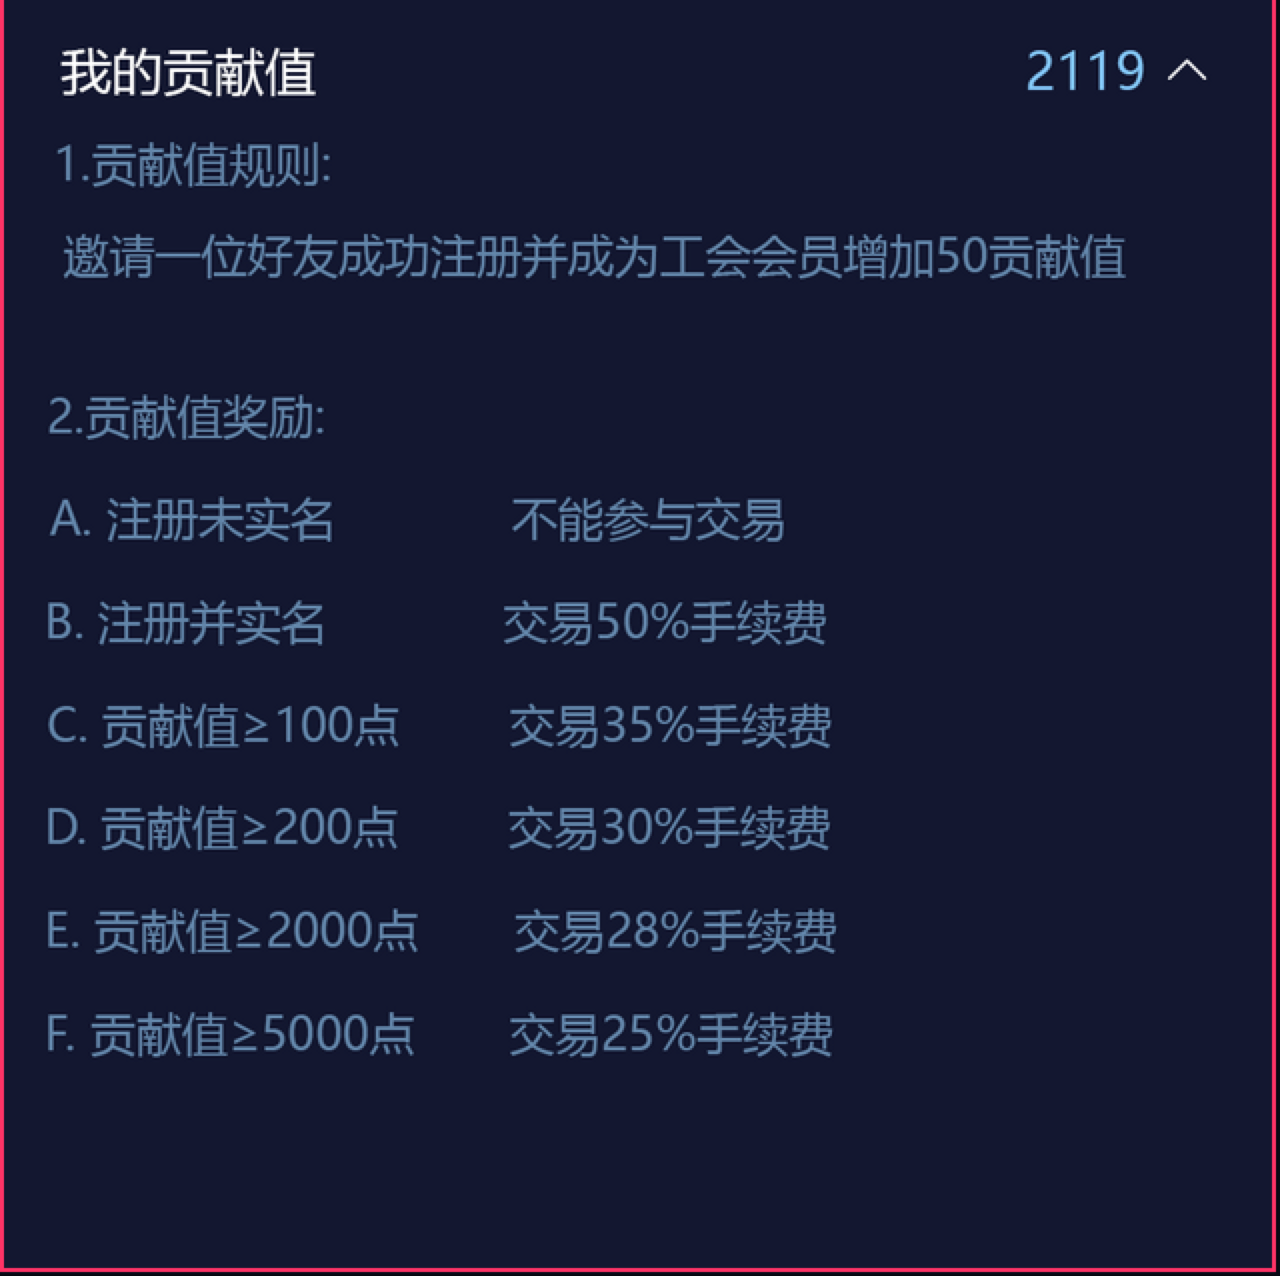 我的贡献值 2119
1.贡献值规则:
邀请一位好友成功注册并成为工会会员增加50贡献值
2.贡献值奖励:
A. 注册未实名 不能参与交易
B. 注册并实名 交易50%手续费
C. 贡献值≥100点 交易35%手续费
D. 贡献值≥200点 交易30%手续费
E. 贡献值≥2000点 交易28%手续费
F. 贡献值≥5000点 交易25%手续费